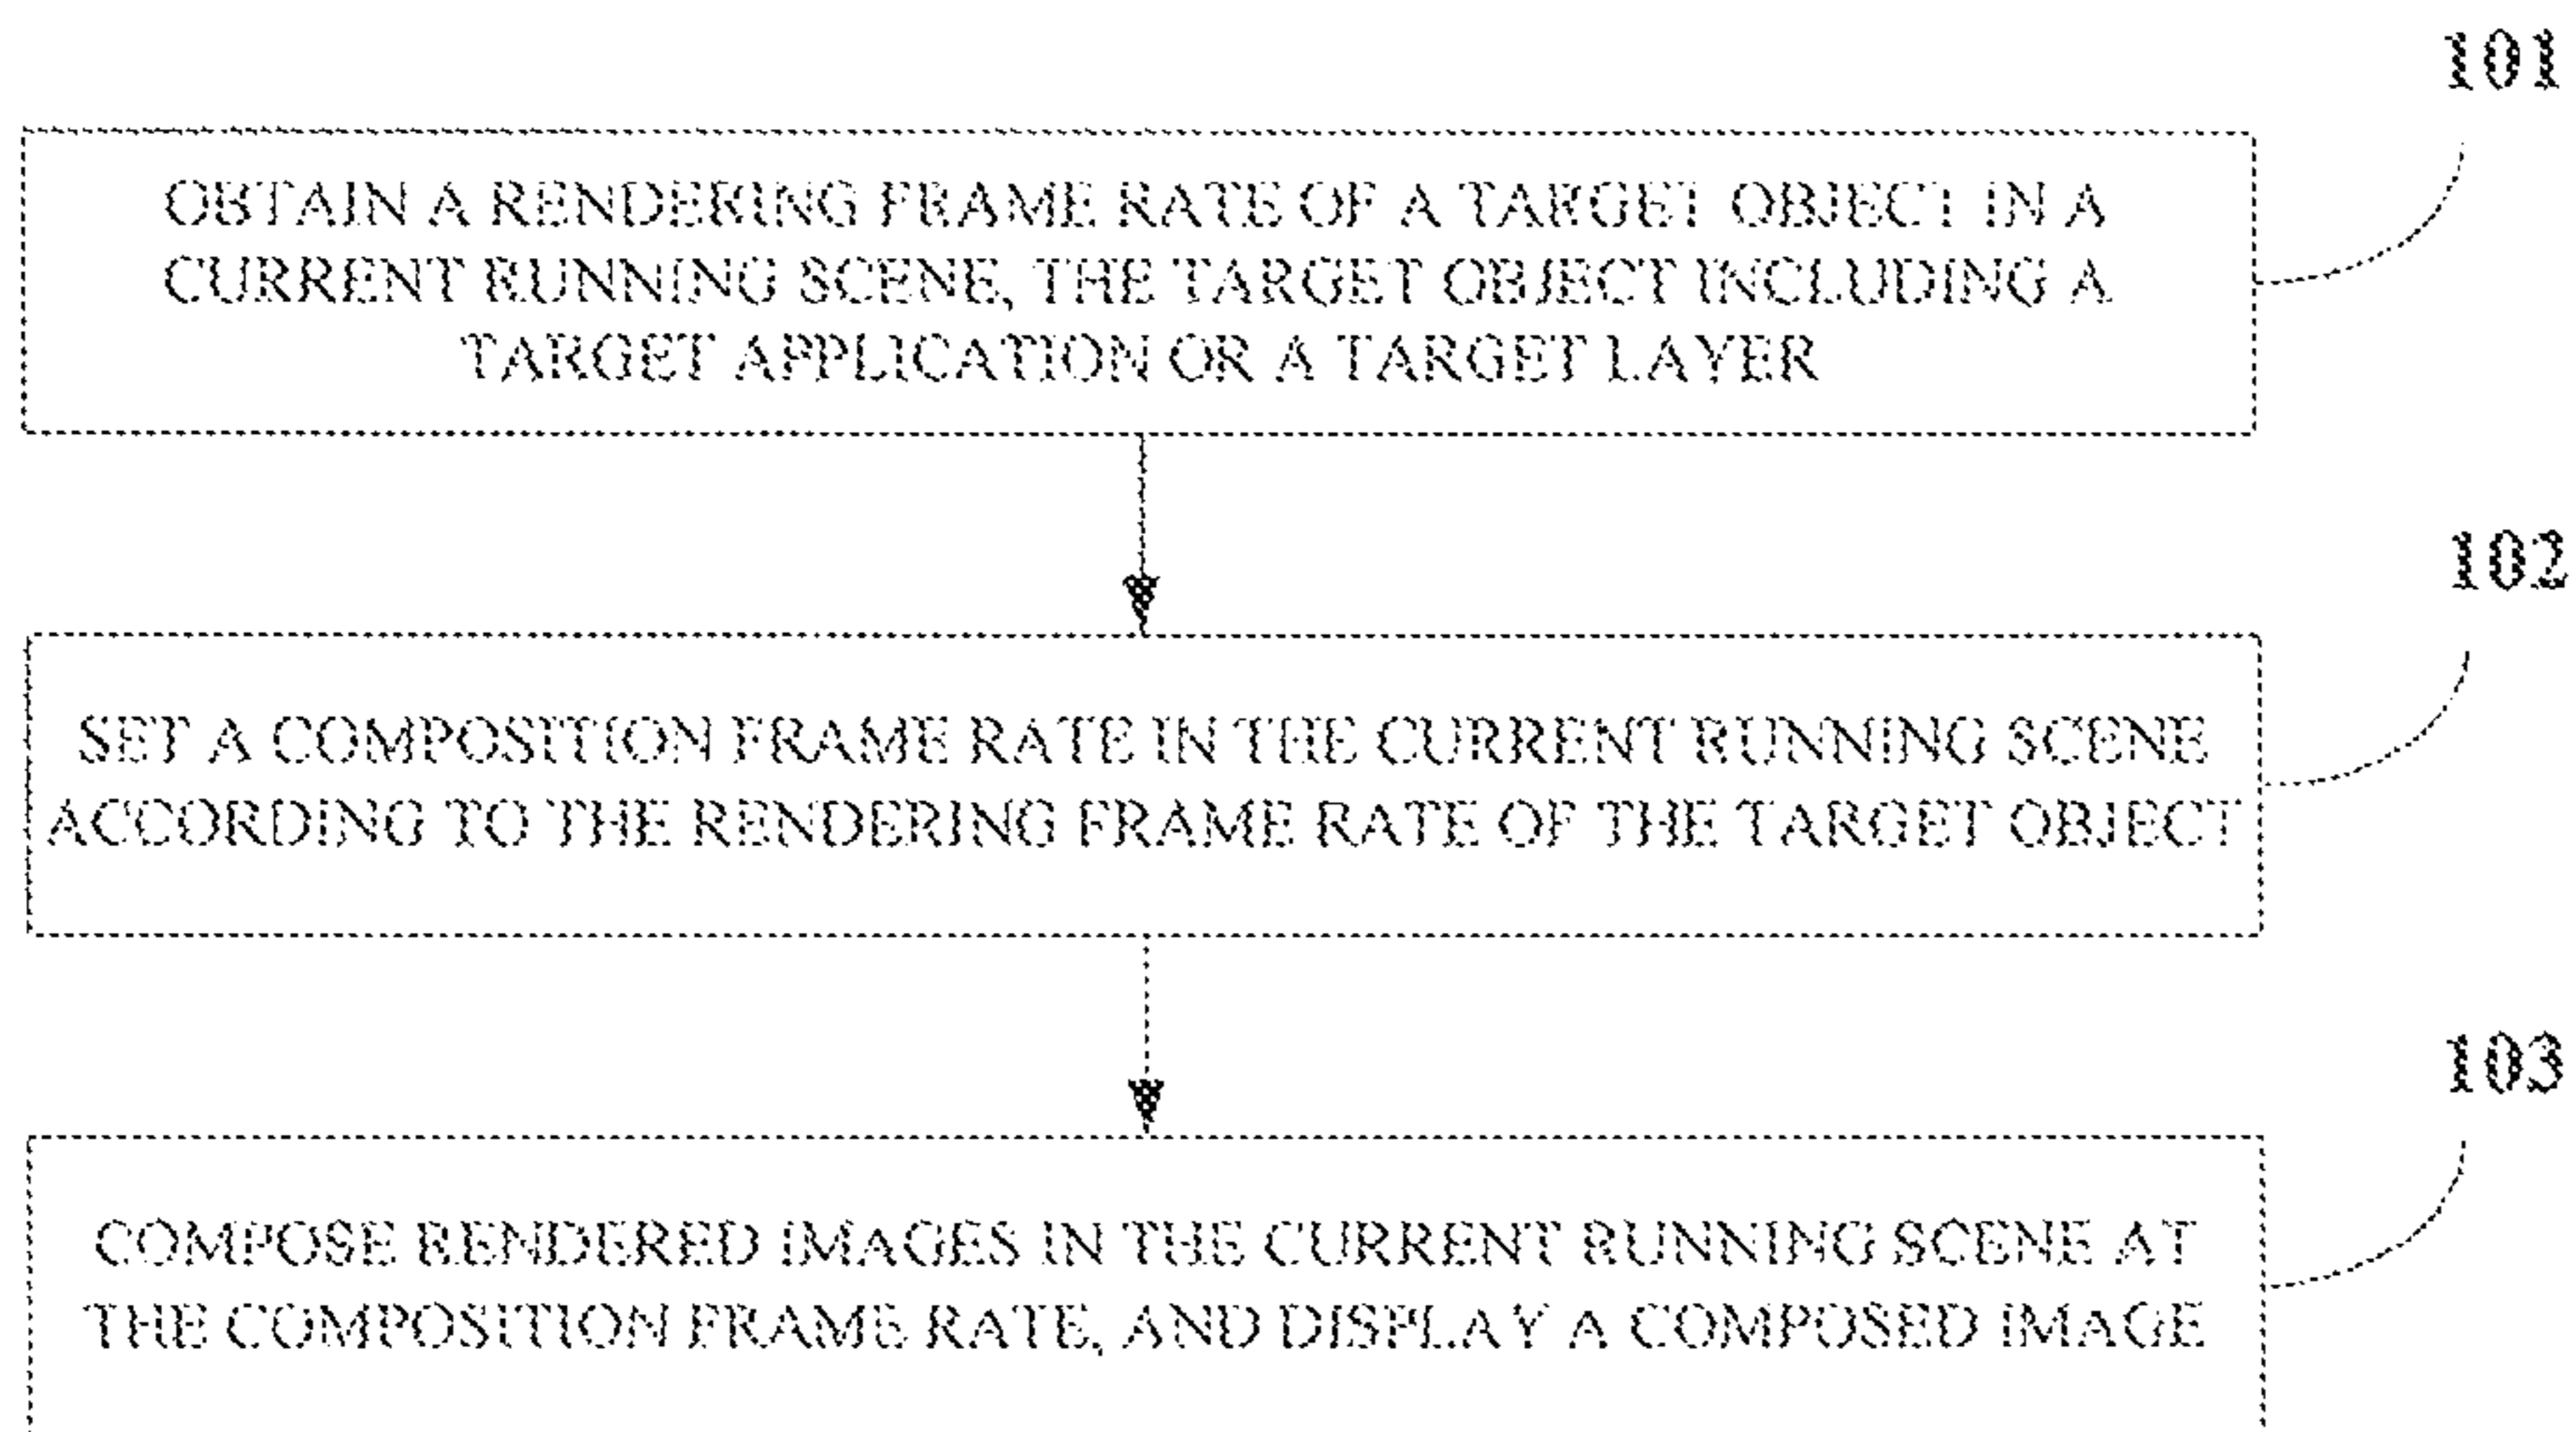 101
OBTAIN A RENDERING FRAME RATE OF A TARGET OBJECT IN A
CURRENT RUNNING SCENE, THE TARGET OBJECT INCLUDING A
TARGET APPLICATION OR A TARGET LAYER
102
SET A COMPOSITION FRAME RATE IN THE CURRENT RUNNING SCENE
ACCORDING TO THE RENDERING FRAME RATE OF THE TARGET OBJECT
103
COMPOSE RENDERED IMAGES IN THE CURRENT RUNNING SCENE AT
THE COMPOSITION FRAME RATE, AND DISPLAY A COMPOSED IMAGE